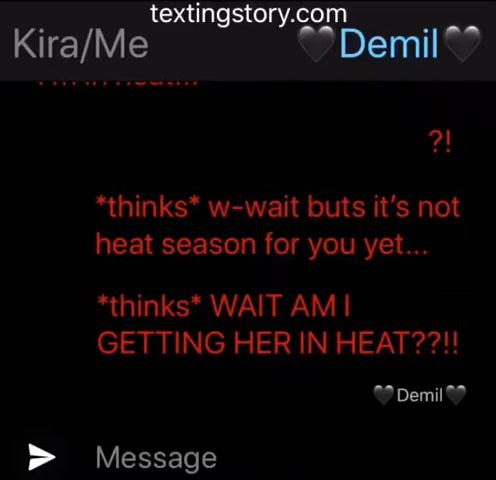 textingstory.com
Kira/Me
🖤Demil🖤
?!
*thinks* w-wait buts it’s not
heat season for you yet...
*thinks* WAIT AM I
GETTING HER IN HEAT??!!
🖤Demil🖤
Message